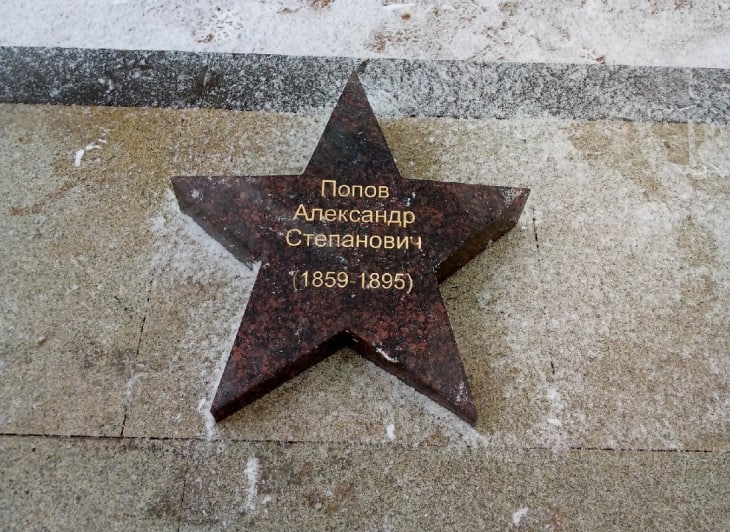 Попов
Александр
Степанович
(1859-1895)